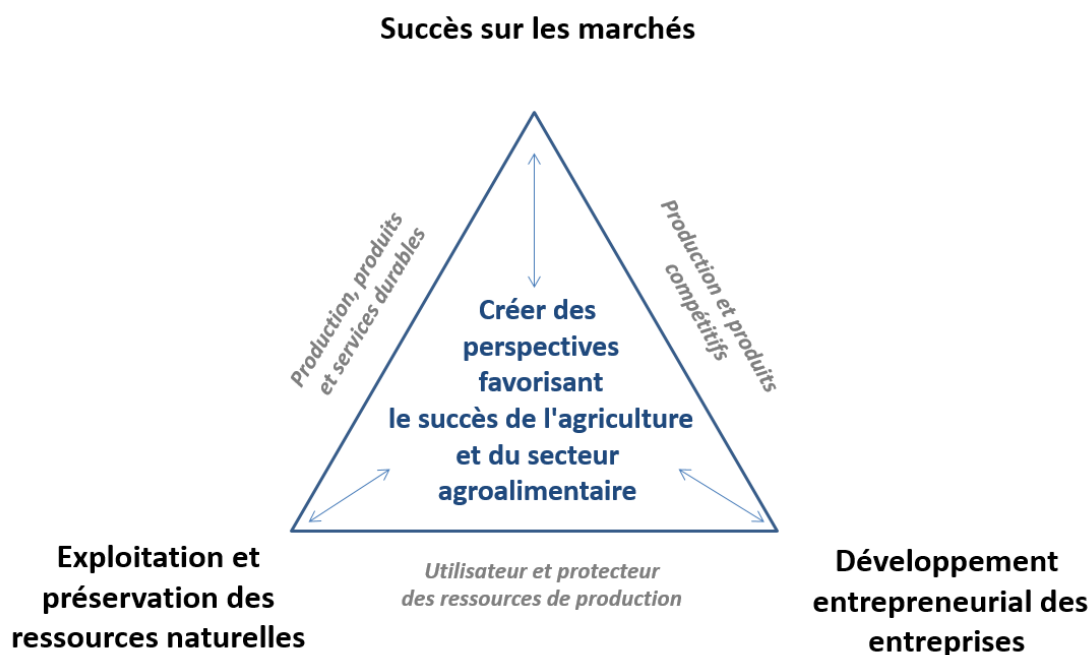 Succès sur les marchés
Production, produits
et services durables
Production et produits
compétitifs
Créer des
perspectives
favorisant
le succès de l'agriculture
et du secteur
agroalimentaire
Exploitation et
préservation des
ressources naturelles
Utilisateur et protecteur
des ressources de production
Développement
entrepreneurial des
entreprises